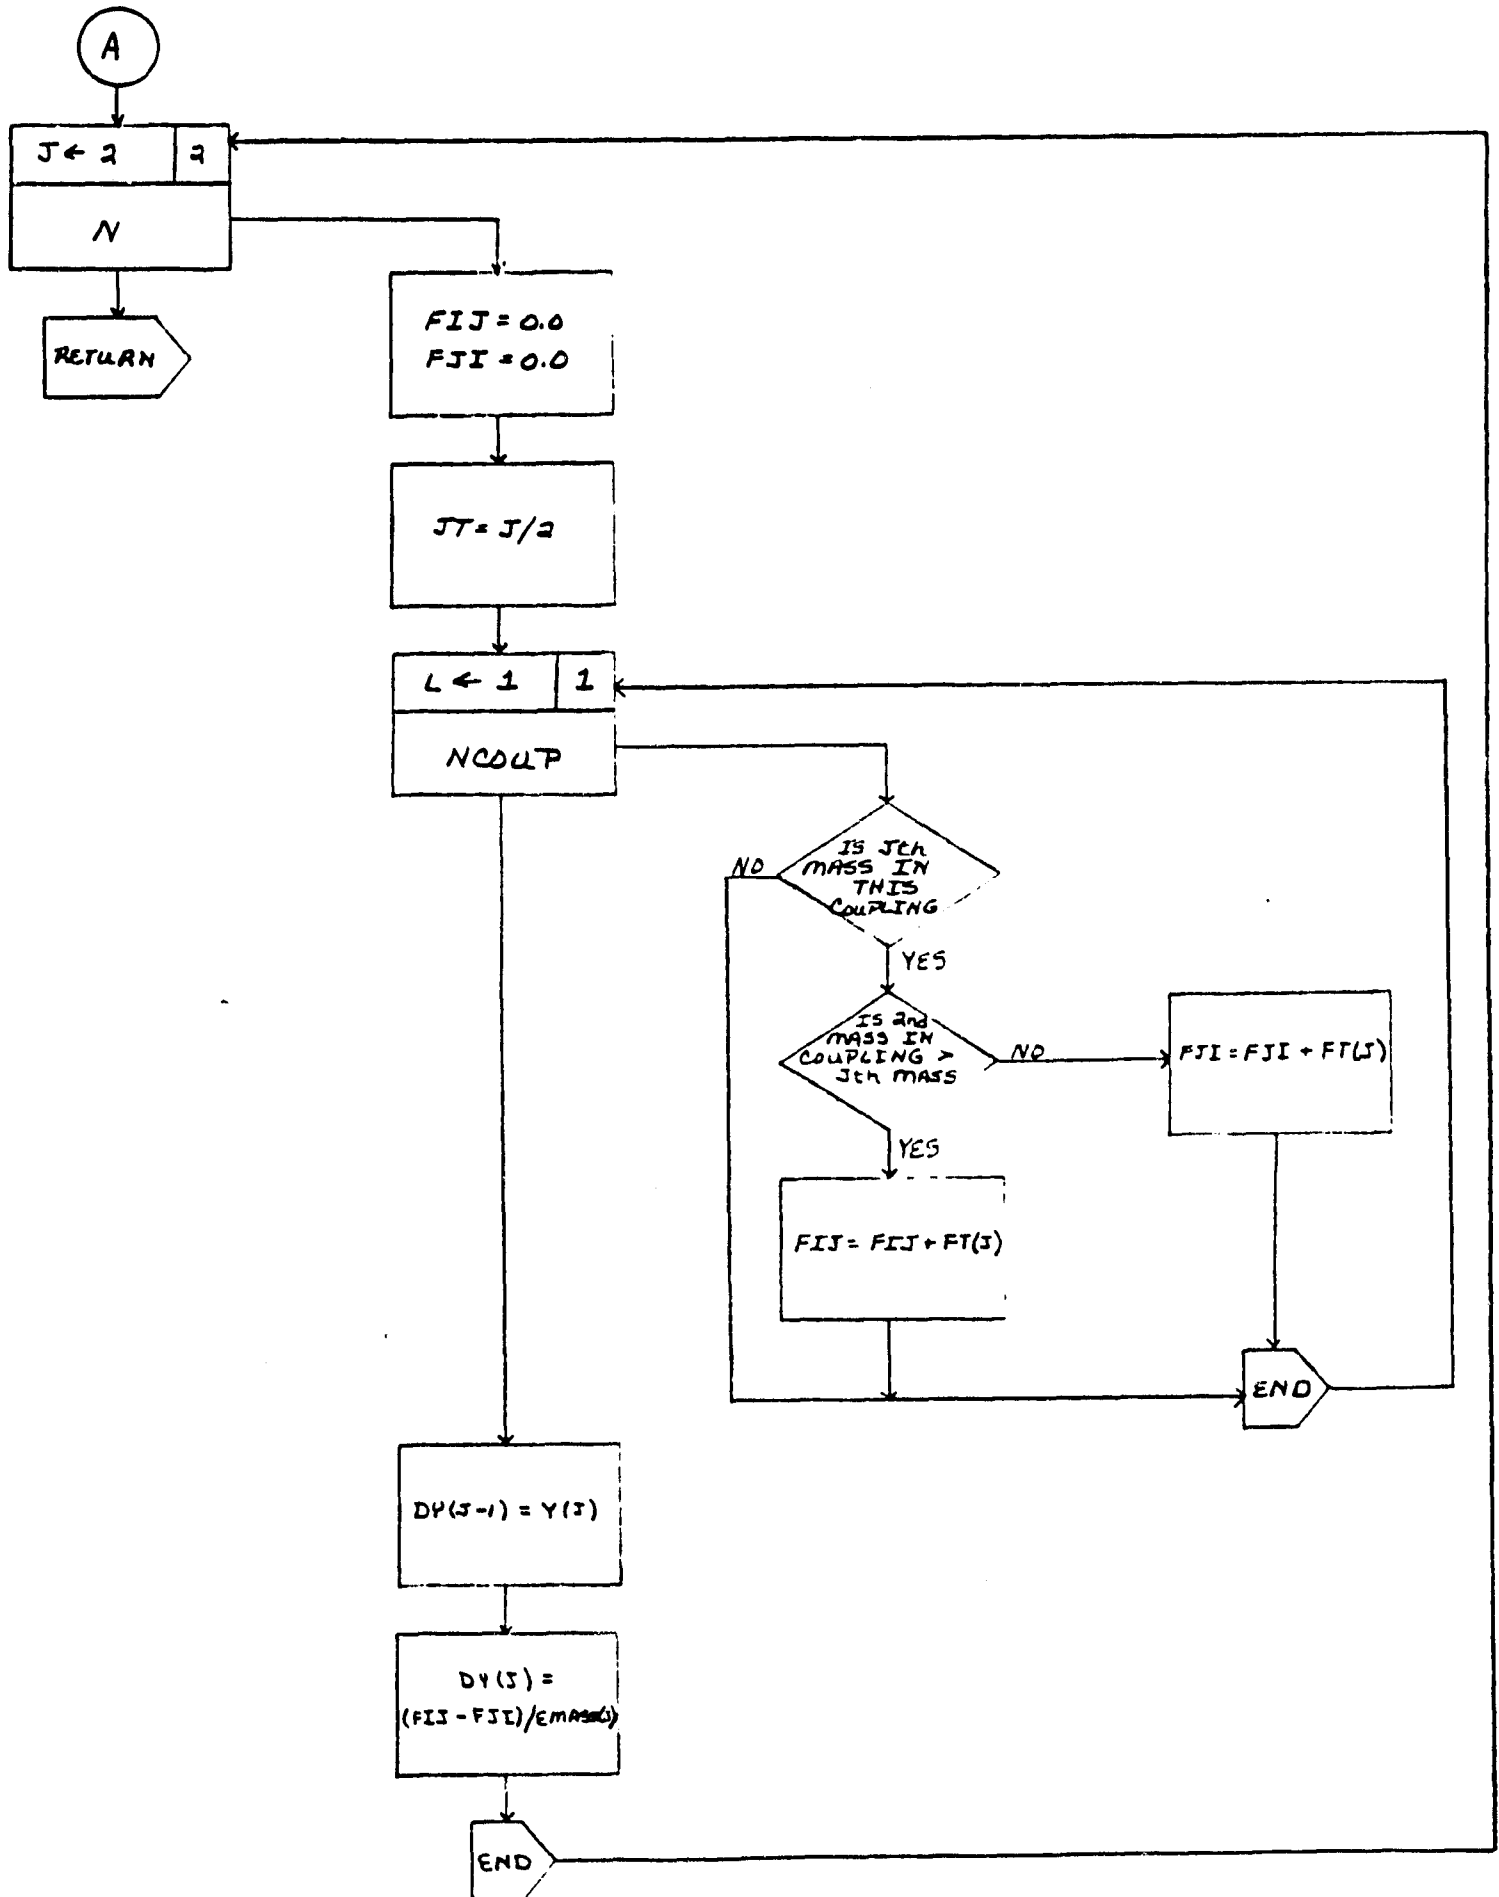 A
J ← 2 2
N
RETURN
FIJ = 0.0
FJI = 0.0
JT = J/2
L ← 1 1
NCOUP
IS Jth
MASS IN
THIS
COUPLING
NO
YES
IS 2nd
MASS IN
COUPLING >
Jth MASS
NO
FJI = FJI + FT(J)
YES
FIJ = FIJ + FT(J)
END
DY(J-1) = Y(J)
DY(J) =
(FIJ - FJI)/EMASS(J)
END